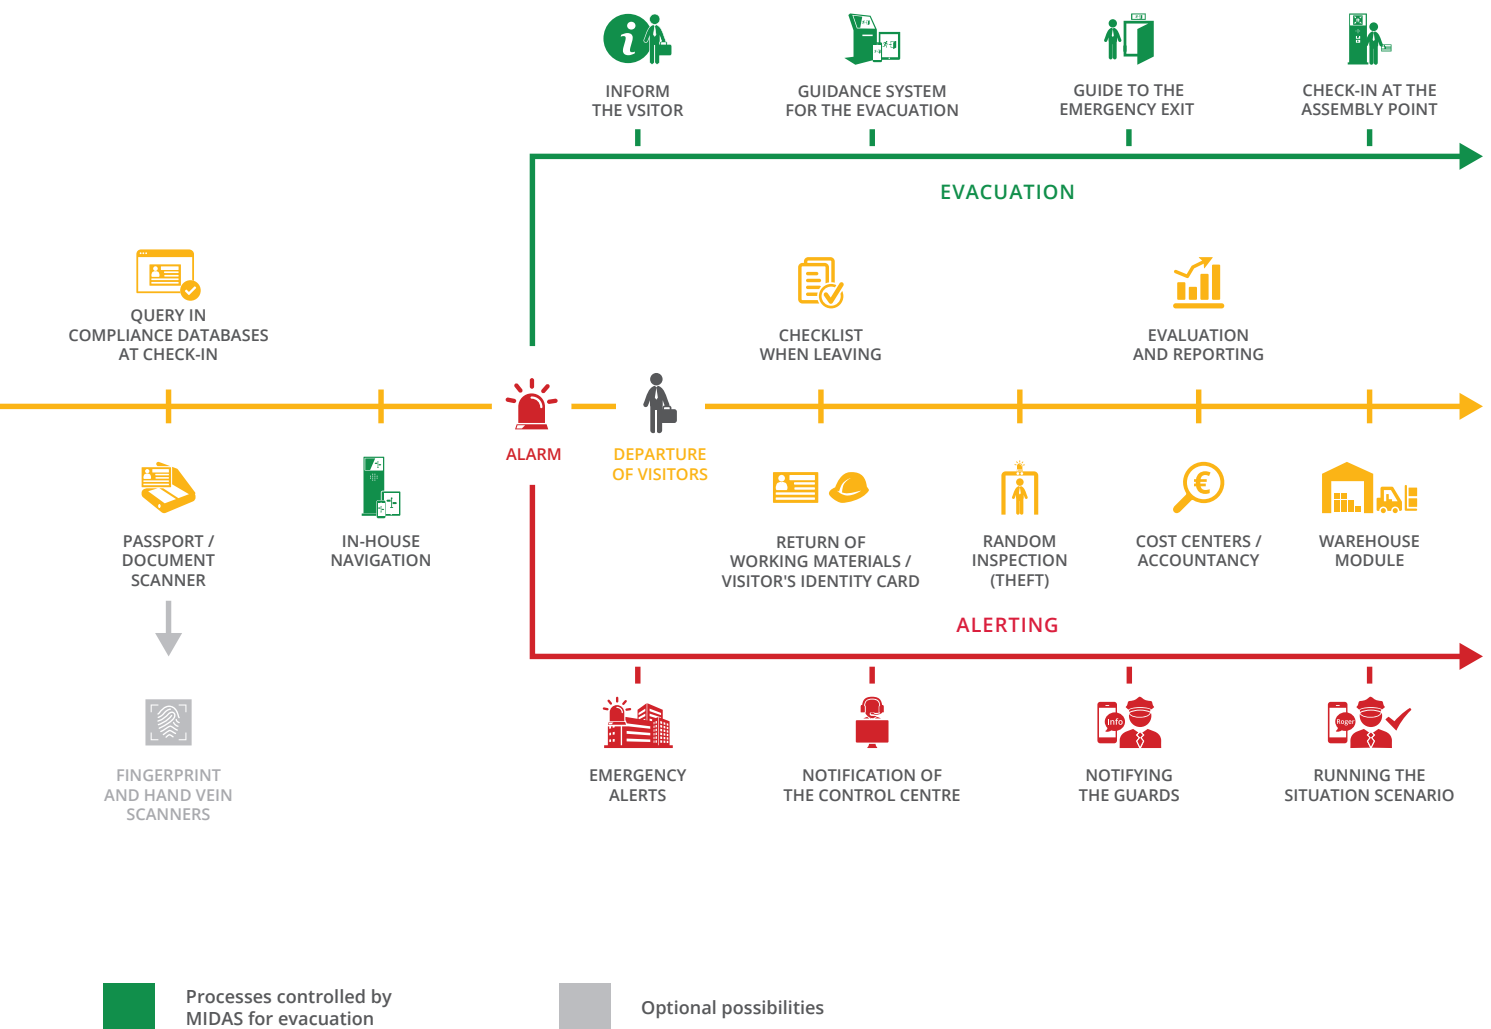 INFORM
THE VSITOR
GUIDANCE SYSTEM
FOR THE EVACUATION
GUIDE TO THE
EMERGENCY EXIT
CHECK-IN AT THE
ASSEMBLY POINT
EVACUATION
QUERY IN
COMPLIANCE DATABASES
AT CHECK-IN
CHECKLIST
WHEN LEAVING
EVALUATION
AND REPORTING
ALARM
DEPARTURE
OF VISITORS
PASSPORT /
DOCUMENT
SCANNER
IN-HOUSE
NAVIGATION
RETURN OF
WORKING MATERIALS /
VISITOR'S IDENTITY CARD
RANDOM
INSPECTION
(THEFT)
€
COST CENTERS /
ACCOUNTANCY
WAREHOUSE
MODULE
ALERTING
FINGERPRINT
AND HAND VEIN
SCANNERS
EMERGENCY
ALERTS
NOTIFICATION OF
THE CONTROL CENTRE
Info
NOTIFYING
THE GUARDS
Roger
RUNNING THE
SITUATION SCENARIO
Processes controlled by
MIDAS for evacuation
Optional possibilities